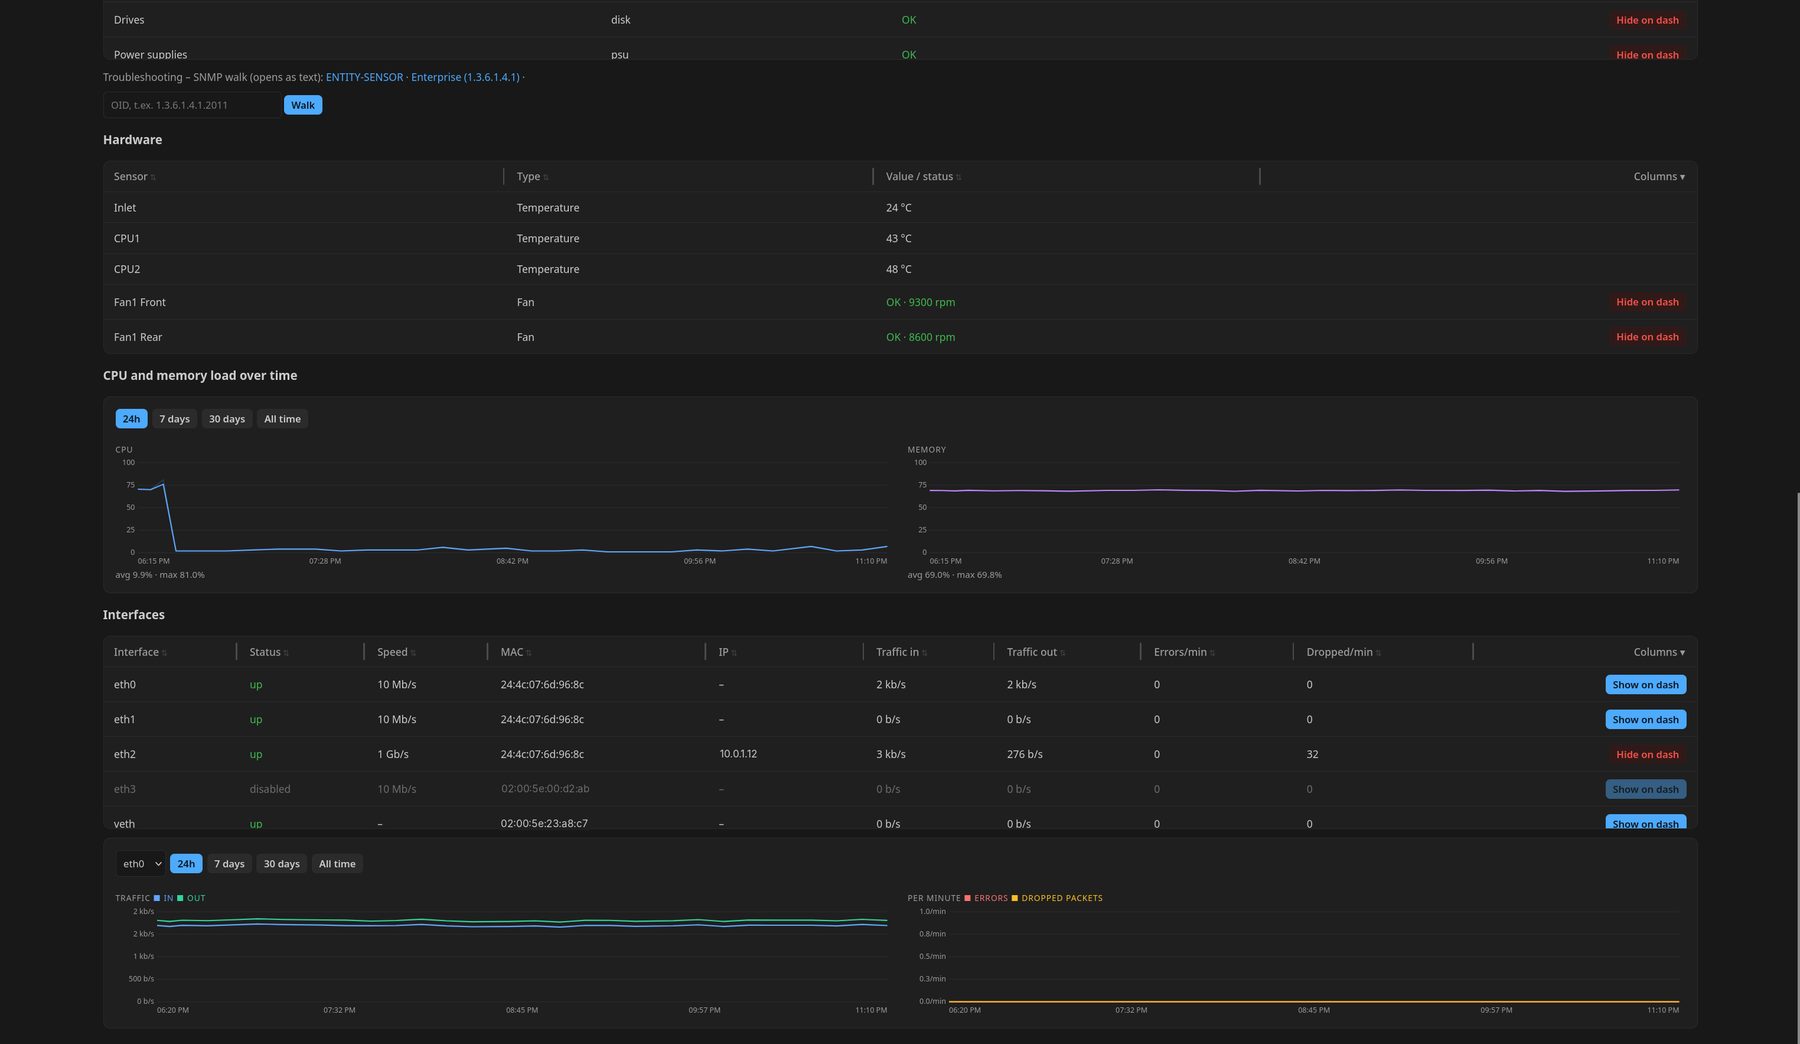 Drives disk OK Hide on dash
Power supplies psu OK Hide on dash
Troubleshooting – SNMP walk (opens as text): ENTITY-SENSOR · Enterprise (1.3.6.1.4.1) ·
OID, t.ex. 1.3.6.1.4.1.2011 Walk
Hardware
Sensor Type Value / status Columns ▾
Inlet Temperature 24 °C
CPU1 Temperature 43 °C
CPU2 Temperature 48 °C
Fan1 Front Fan OK · 9300 rpm Hide on dash
Fan1 Rear Fan OK · 8600 rpm Hide on dash
CPU and memory load over time
24h 7 days 30 days All time
CPU
100
75
50
25
0
06:15 PM 07:28 PM 08:42 PM 09:56 PM 11:10 PM
avg 9.9% · max 81.0%
MEMORY
100
75
50
25
0
06:15 PM 07:28 PM 08:42 PM 09:56 PM 11:10 PM
avg 69.0% · max 69.8%
Interfaces
Interface Status Speed MAC IP Traffic in Traffic out Errors/min Dropped/min Columns ▾
eth0 up 10 Mb/s 24:4c:07:6d:96:8c – 2 kb/s 2 kb/s 0 0 Show on dash
eth1 up 10 Mb/s 24:4c:07:6d:96:8c – 0 b/s 0 b/s 0 0 Show on dash
eth2 up 1 Gb/s 24:4c:07:6d:96:8c 10.0.1.12 3 kb/s 276 b/s 0 32 Hide on dash
eth3 disabled 10 Mb/s 02:00:5e:00:d2:ab – 0 b/s 0 b/s 0 0 Show on dash
veth up – 02:00:5e:23:a8:c7 – 0 b/s 0 b/s 0 0 Show on dash
eth0 24h 7 days 30 days All time
TRAFFIC IN OUT
2 kb/s
2 kb/s
1 kb/s
500 b/s
0 b/s
06:20 PM 07:32 PM 08:45 PM 09:57 PM 11:10 PM
PER MINUTE ERRORS DROPPED PACKETS
1.0/min
0.8/min
0.5/min
0.3/min
0.0/min
06:20 PM 07:32 PM 08:45 PM 09:57 PM 11:10 PM